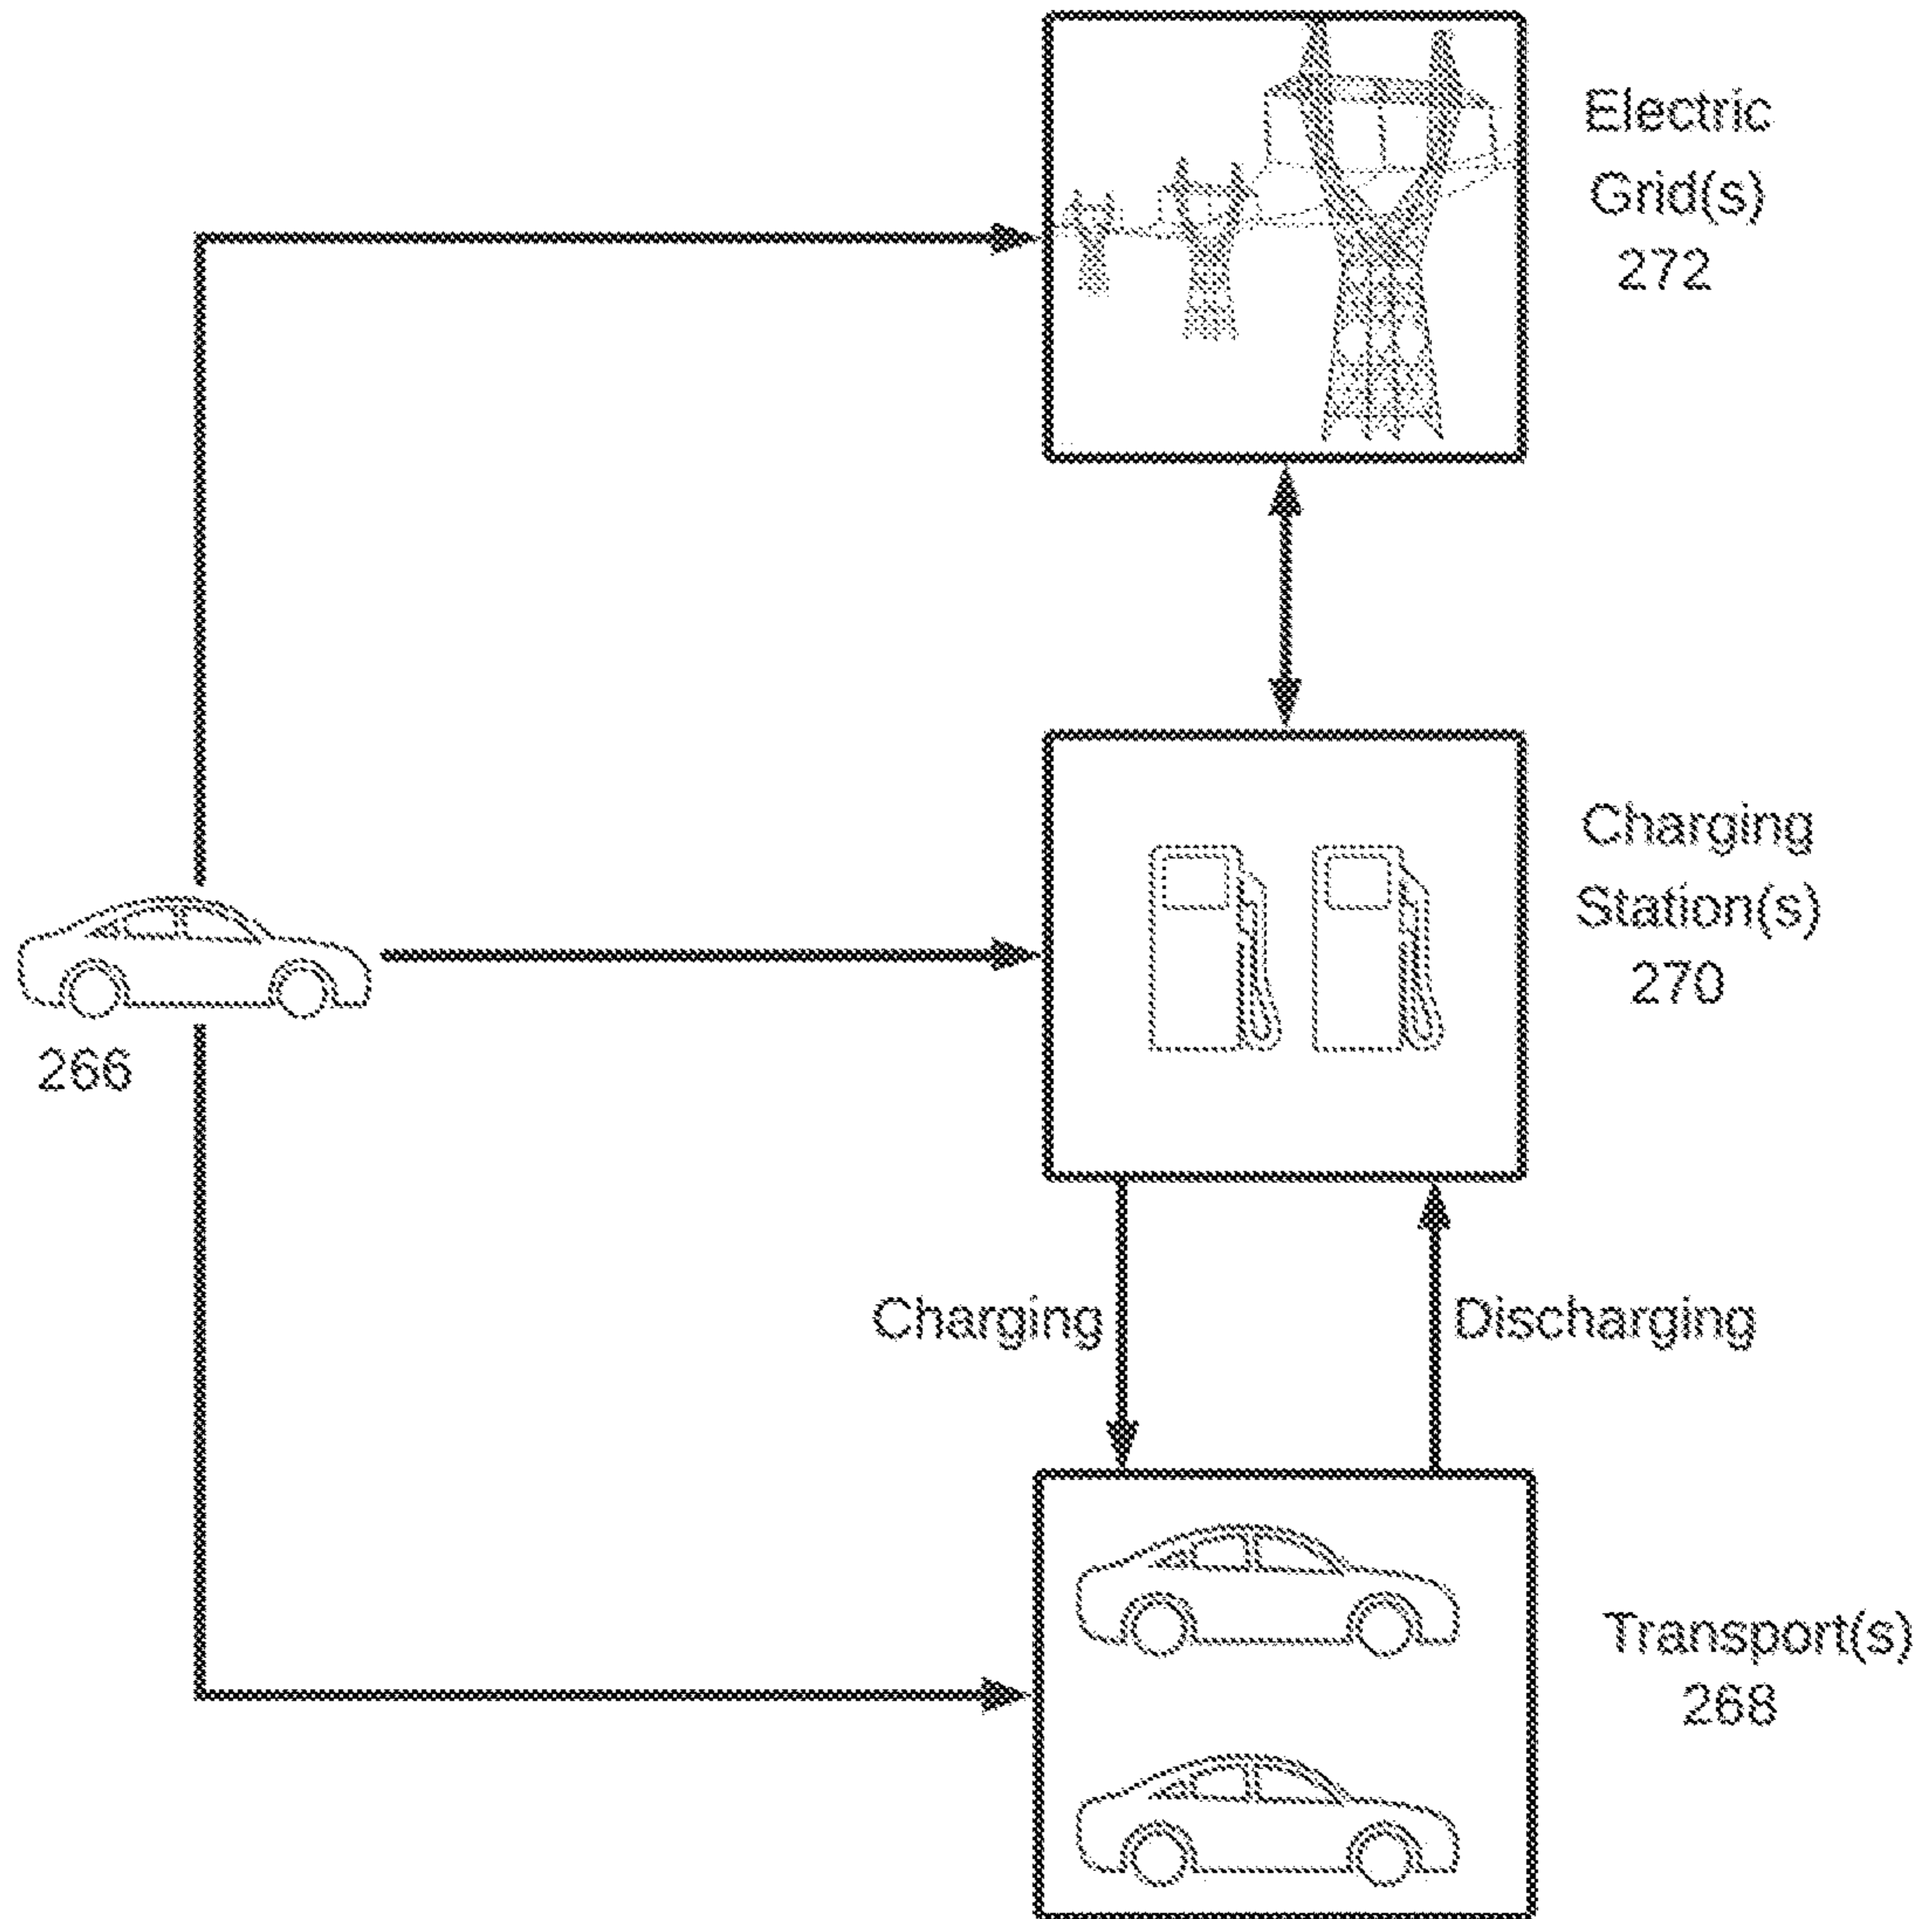 Electric
Grid(s)
272
Charging
Station(s)
270
266
Charging
Discharging
Transport(s)
268